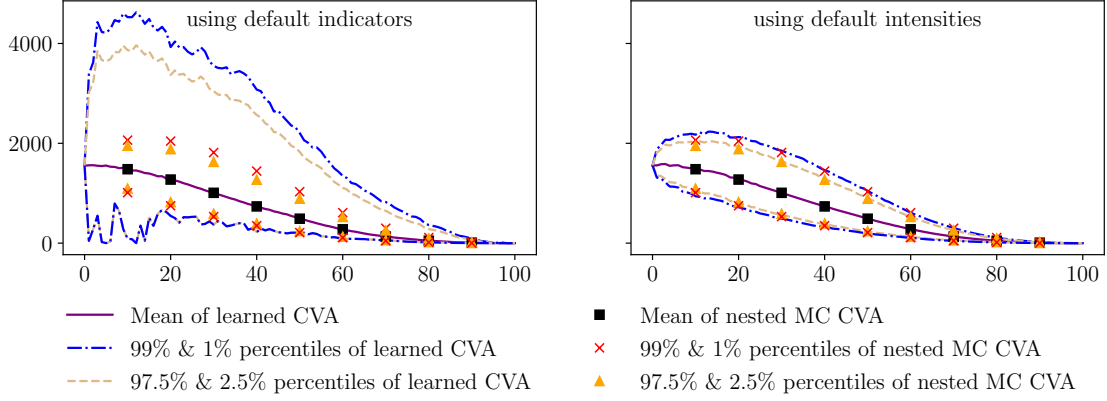 using default indicators
using default intensities
4000
2000
0
0 20 40 60 80 100
0 20 40 60 80 100
Mean of learned CVA
99% & 1% percentiles of learned CVA
97.5% & 2.5% percentiles of learned CVA
Mean of nested MC CVA
99% & 1% percentiles of nested MC CVA
97.5% & 2.5% percentiles of nested MC CVA